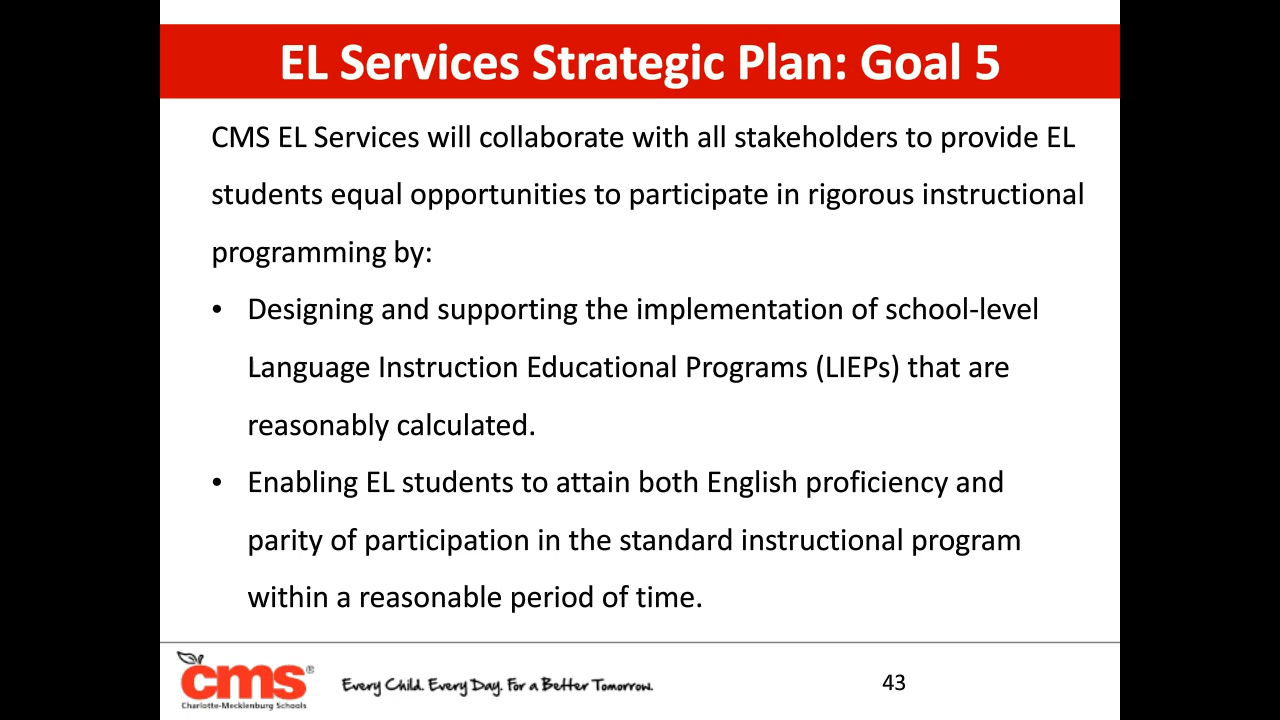 EL Services Strategic Plan: Goal 5
CMS EL Services will collaborate with all stakeholders to provide EL
students equal opportunities to participate in rigorous instructional
programming by:
• Designing and supporting the implementation of school-level
Language Instruction Educational Programs (LIEPs) that are
reasonably calculated.
• Enabling EL students to attain both English proficiency and
parity of participation in the standard instructional program
within a reasonable period of time.
cms®
Charlotte-Mecklenburg Schools
Every Child. Every Day. For a Better Tomorrow.
43